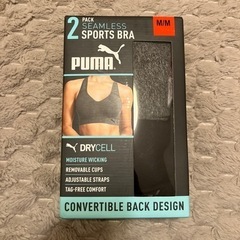 2 PACK
SEAMLESS
SPORTS BRA
M/M
PUMA
DRYCELL
MOISTURE WICKING
REMOVABLE CUPS
ADJUSTABLE STRAPS
TAG-FREE COMFORT
CONVERTIBLE BACK DESIGN